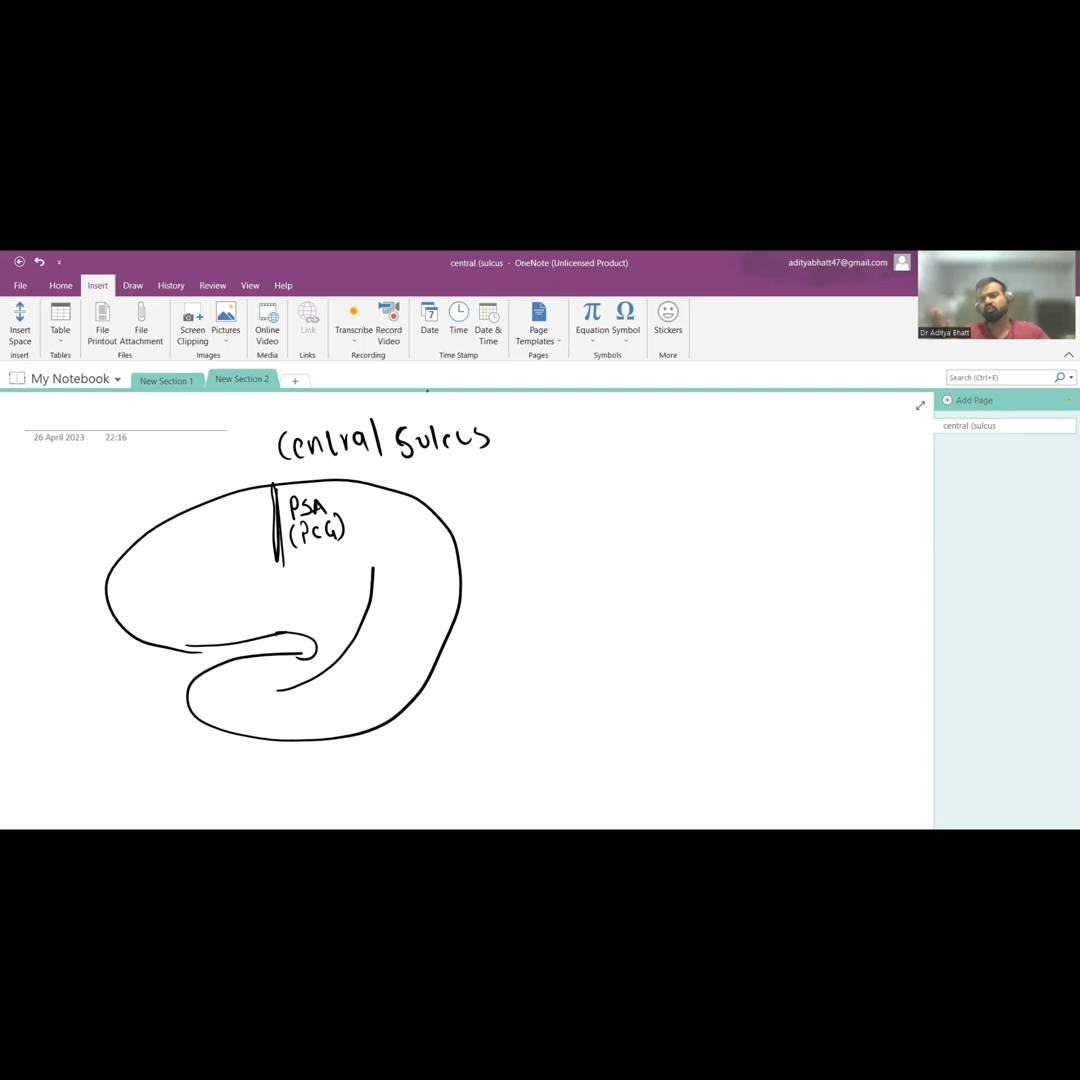 central (sulcus - OneNote (Unlicensed Product)
adityabhatt47@gmail.com
File Home Insert Draw History Review View Help
Insert Space
Table
File Printout
File Attachment
Screen Clipping
Pictures
Online Video
Link
Transcribe
Record Video
Date
Time
Date & Time
Page Templates
Equation
Symbol
Stickers
Insert
Tables
Files
Images
Media
Links
Recording
Time Stamp
Pages
Symbols
More
Dr Aditya Bhatt
My Notebook
New Section 1
New Section 2
Search (Ctrl+E)
Add Page
central (sulcus
26 April 2023 22:16
Central Sulcus
PSA
(PCG)